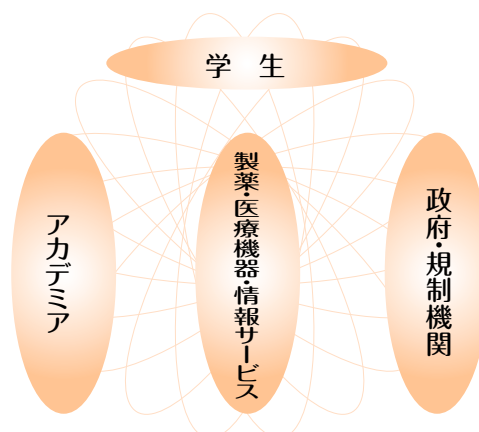 学　生
アカデミア
製薬・医療機器・情報サービス
政府・規制機関